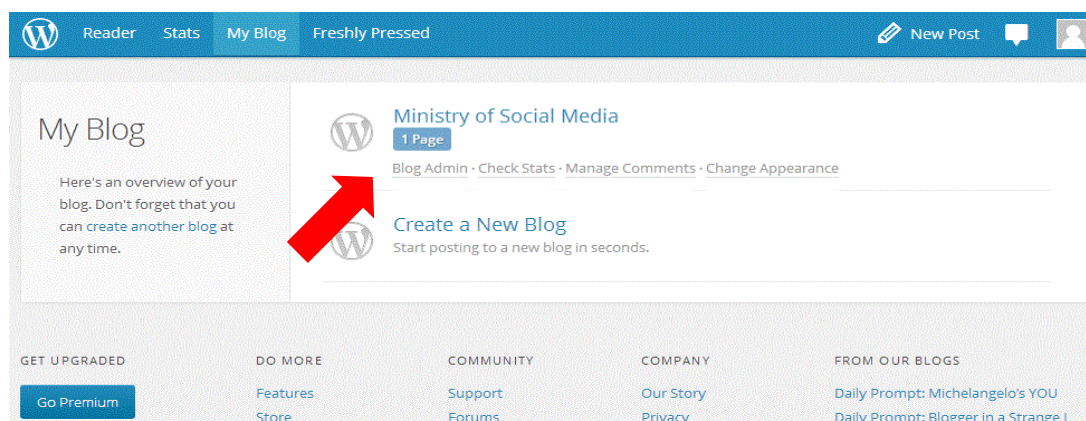 Reader Stats My Blog Freshly Pressed New Post
My Blog
Here's an overview of your
blog. Don't forget that you
can create another blog at
any time.
Ministry of Social Media
1 Page
Blog Admin · Check Stats · Manage Comments · Change Appearance
Create a New Blog
Start posting to a new blog in seconds.
GET UPGRADED
Go Premium
DO MORE
Features
Store
COMMUNITY
Support
Forums
COMPANY
Our Story
Privacy
FROM OUR BLOGS
Daily Prompt: Michelangelo's YOU
Daily Prompt: Blogger in a Strange L